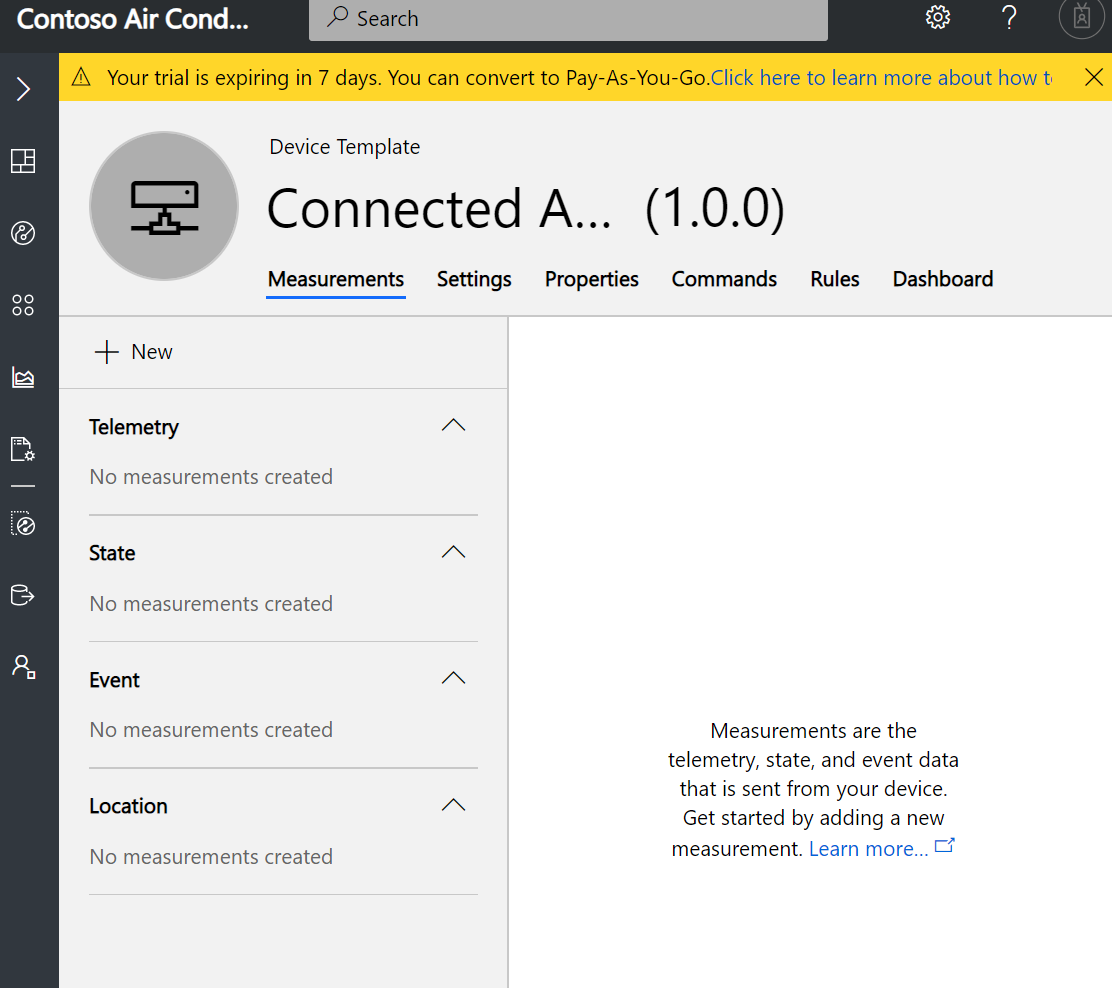 Contoso Air Cond...
Search
Your trial is expiring in 7 days. You can convert to Pay-As-You-Go.Click here to learn more about how t
Device Template
Connected A... (1.0.0)
Measurements Settings Properties Commands Rules Dashboard
New
Telemetry
No measurements created
State
No measurements created
Event
No measurements created
Location
No measurements created
Measurements are the
telemetry, state, and event data
that is sent from your device.
Get started by adding a new
measurement. Learn more...